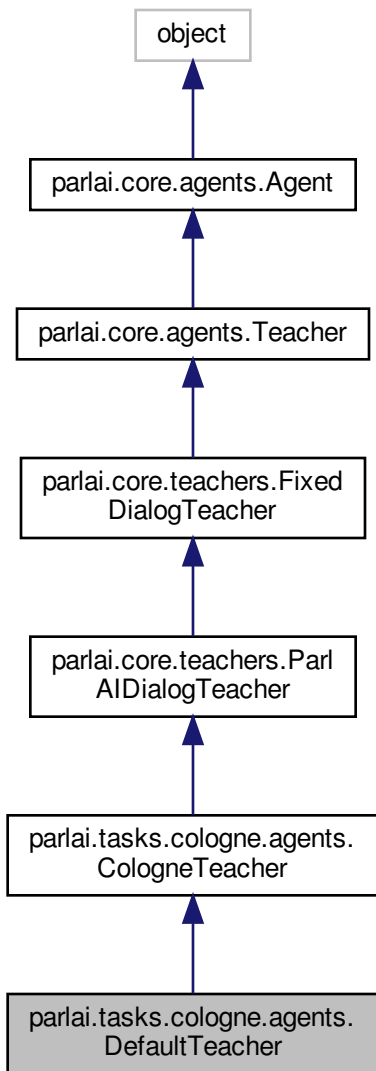 object
parlai.core.agents.Agent
parlai.core.agents.Teacher
parlai.core.teachers.Fixed
DialogTeacher
parlai.core.teachers.Parl
AIDialogTeacher
parlai.tasks.cologne.agents.
CologneTeacher
parlai.tasks.cologne.agents.
DefaultTeacher